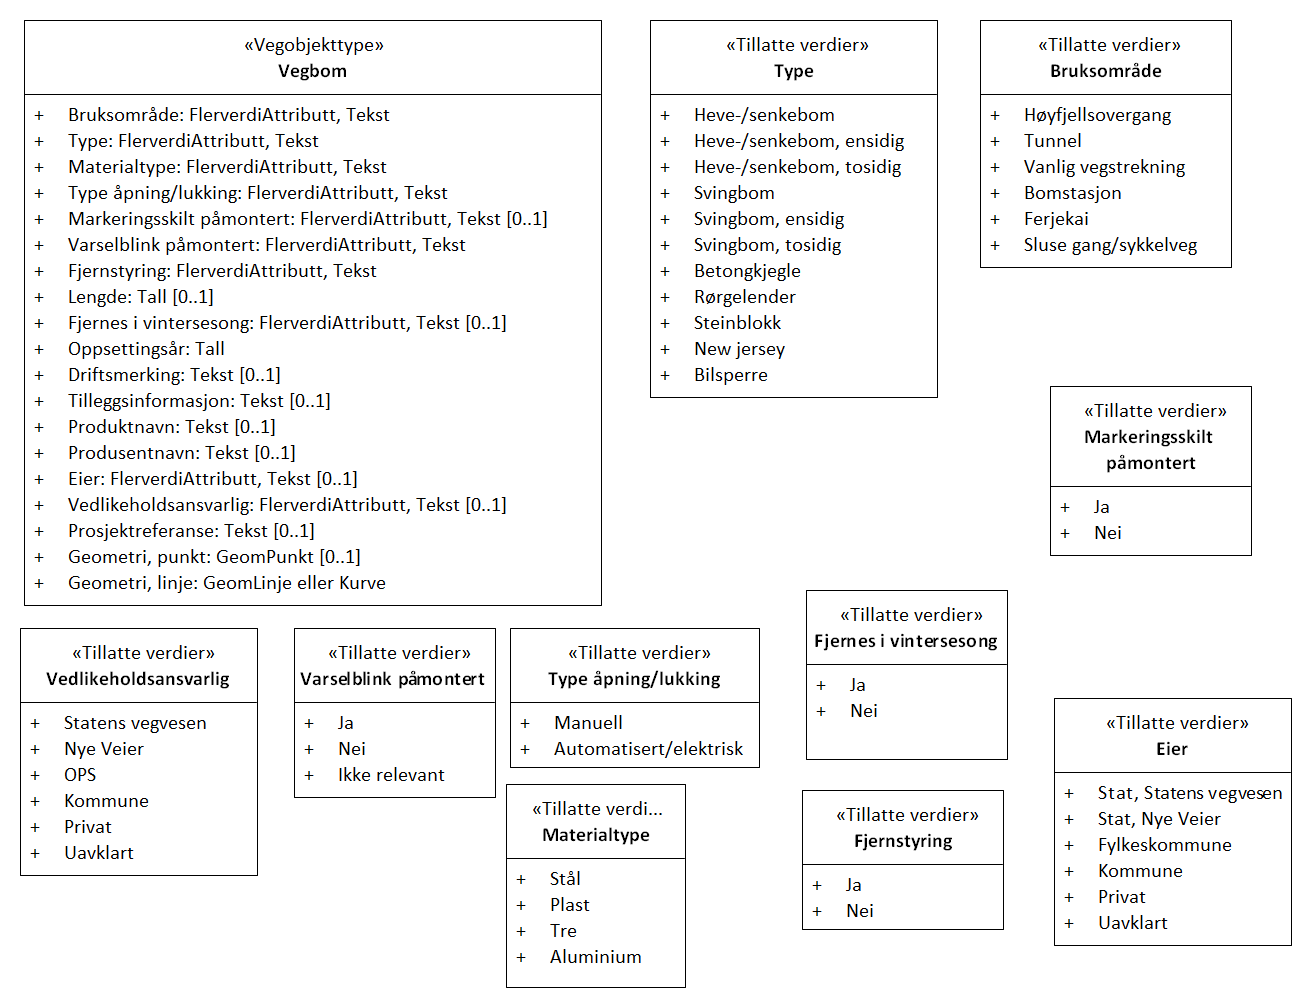 «Vegobjekttype»
Vegbom
+ Bruksområde: FlerverdiAttributt, Tekst
+ Type: FlerverdiAttributt, Tekst
+ Materialtype: FlerverdiAttributt, Tekst
+ Type åpning/lukking: FlerverdiAttributt, Tekst
+ Markeringsskilt påmontert: FlerverdiAttributt, Tekst [0..1]
+ Varselblink påmontert: FlerverdiAttributt, Tekst
+ Fjernstyring: FlerverdiAttributt, Tekst
+ Lengde: Tall [0..1]
+ Fjernes i vintersesong: FlerverdiAttributt, Tekst [0..1]
+ Oppsettingsår: Tall
+ Driftsmerking: Tekst [0..1]
+ Tilleggsinformasjon: Tekst [0..1]
+ Produktnavn: Tekst [0..1]
+ Produsentnavn: Tekst [0..1]
+ Eier: FlerverdiAttributt, Tekst [0..1]
+ Vedlikeholdsansvarlig: FlerverdiAttributt, Tekst [0..1]
+ Prosjektreferanse: Tekst [0..1]
+ Geometri, punkt: GeomPunkt [0..1]
+ Geometri, linje: GeomLinje eller Kurve
«Tillatte verdier»
Type
+ Heve-/senkebom
+ Heve-/senkebom, ensidig
+ Heve-/senkebom, tosidig
+ Svingbom
+ Svingbom, ensidig
+ Svingbom, tosidig
+ Betongkjegle
+ Rørgelender
+ Steinblokk
+ New jersey
+ Bilsperre
«Tillatte verdier»
Bruksområde
+ Høyfjellsovergang
+ Tunnel
+ Vanlig vegstrekning
+ Bomstasjon
+ Ferjekai
+ Sluse gang/sykkelveg
«Tillatte verdier»
Markeringsskilt
påmontert
+ Ja
+ Nei
«Tillatte verdier»
Vedlikeholdsansvarlig
+ Statens vegvesen
+ Nye Veier
+ OPS
+ Kommune
+ Privat
+ Uavklart
«Tillatte verdier»
Varselblink påmontert
+ Ja
+ Nei
+ Ikke relevant
«Tillatte verdier»
Type åpning/lukking
+ Manuell
+ Automatisert/elektrisk
«Tillatte verdi...
Materialtype
+ Stål
+ Plast
+ Tre
+ Aluminium
«Tillatte verdier»
Fjernes i vintersesong
+ Ja
+ Nei
«Tillatte verdier»
Fjernstyring
+ Ja
+ Nei
«Tillatte verdier»
Eier
+ Stat, Statens vegvesen
+ Stat, Nye Veier
+ Fylkeskommune
+ Kommune
+ Privat
+ Uavklart